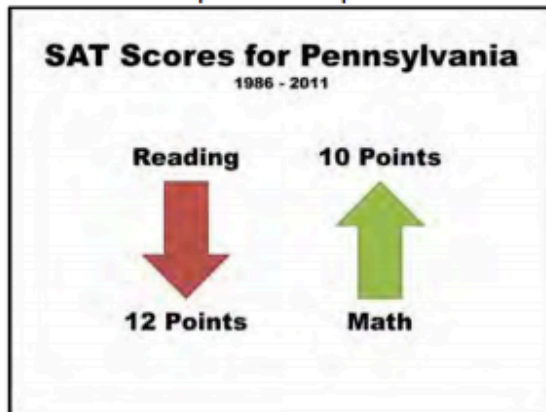 SAT Scores for Pennsylvania
1986 - 2011
Reading
10 Points
12 Points
Math